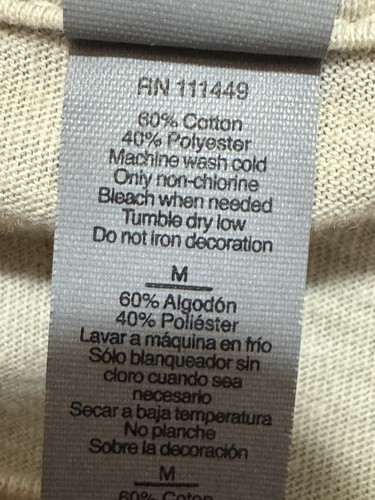 RN 111449
60% Cotton
40% Polyester
Machine wash cold
Only non-chlorine
Bleach when needed
Tumble dry low
Do not iron decoration
M
60% Algodón
40% Poliéster
Lavar a máquina en frío
Sólo blanqueador sin
cloro cuando sea
necesario
Secar a baja temperatura
No planche
Sobre la decoración
M
60% Coton